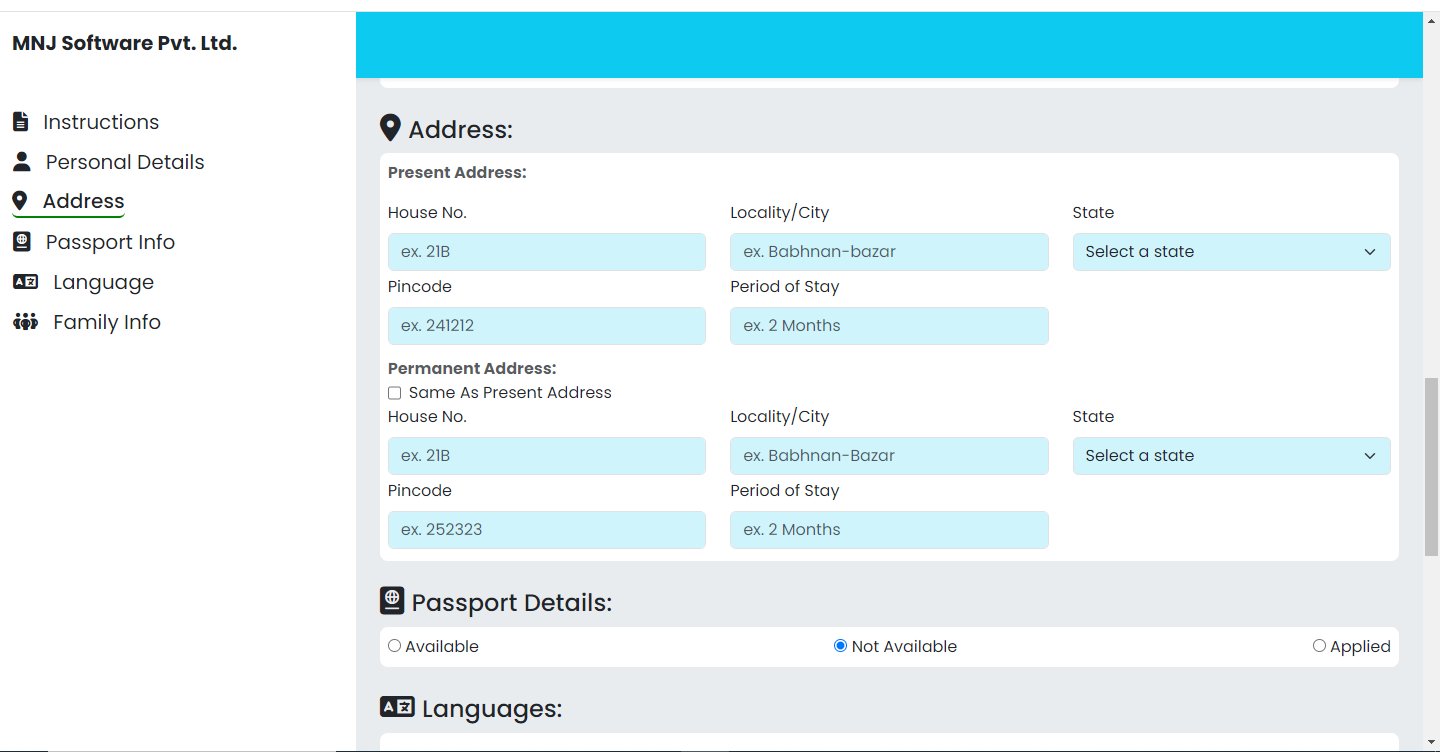 MNJ Software Pvt. Ltd.
Instructions
Personal Details
Address
Passport Info
Language
Family Info
Address:
Present Address:
House No. Locality/City State
ex. 21B ex. Babhnan-bazar Select a state
Pincode Period of Stay
ex. 241212 ex. 2 Months
Permanent Address:
Same As Present Address
House No. Locality/City State
ex. 21B ex. Babhnan-Bazar Select a state
Pincode Period of Stay
ex. 252323 ex. 2 Months
Passport Details:
Available Not Available Applied
Languages: